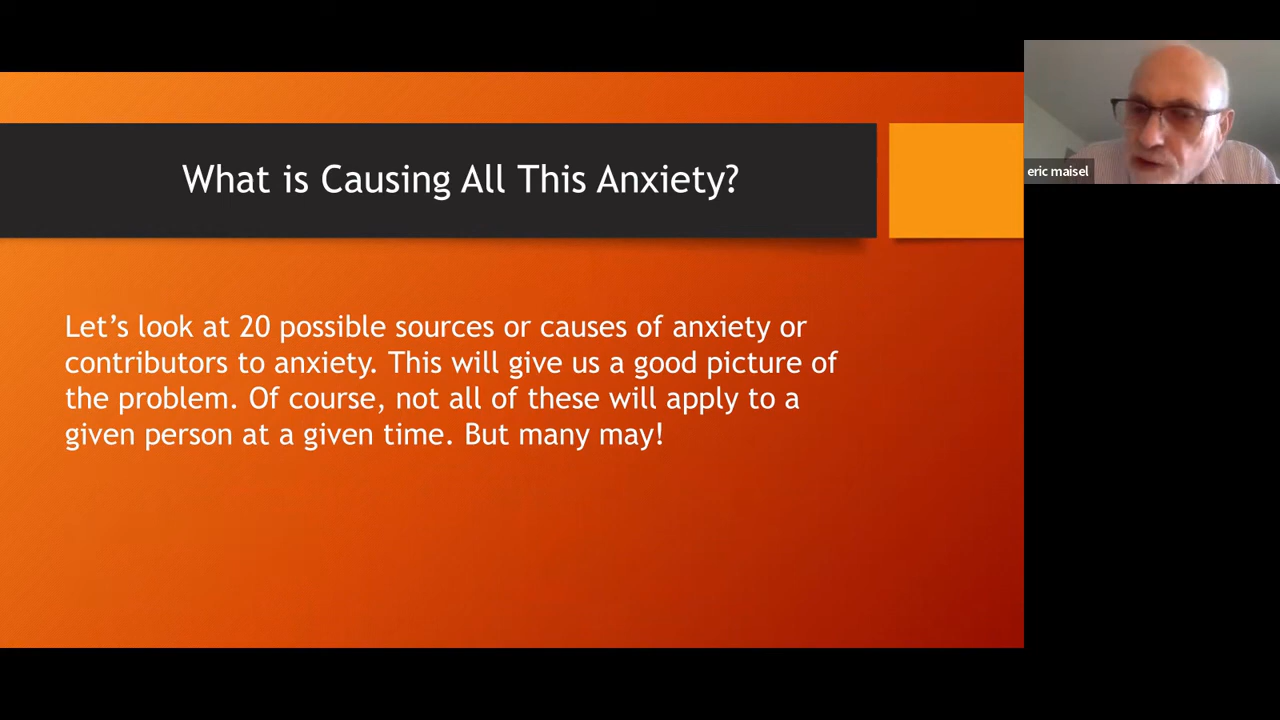 What is Causing All This Anxiety?
eric maisel
Let’s look at 20 possible sources or causes of anxiety or
contributors to anxiety. This will give us a good picture of
the problem. Of course, not all of these will apply to a
given person at a given time. But many may!